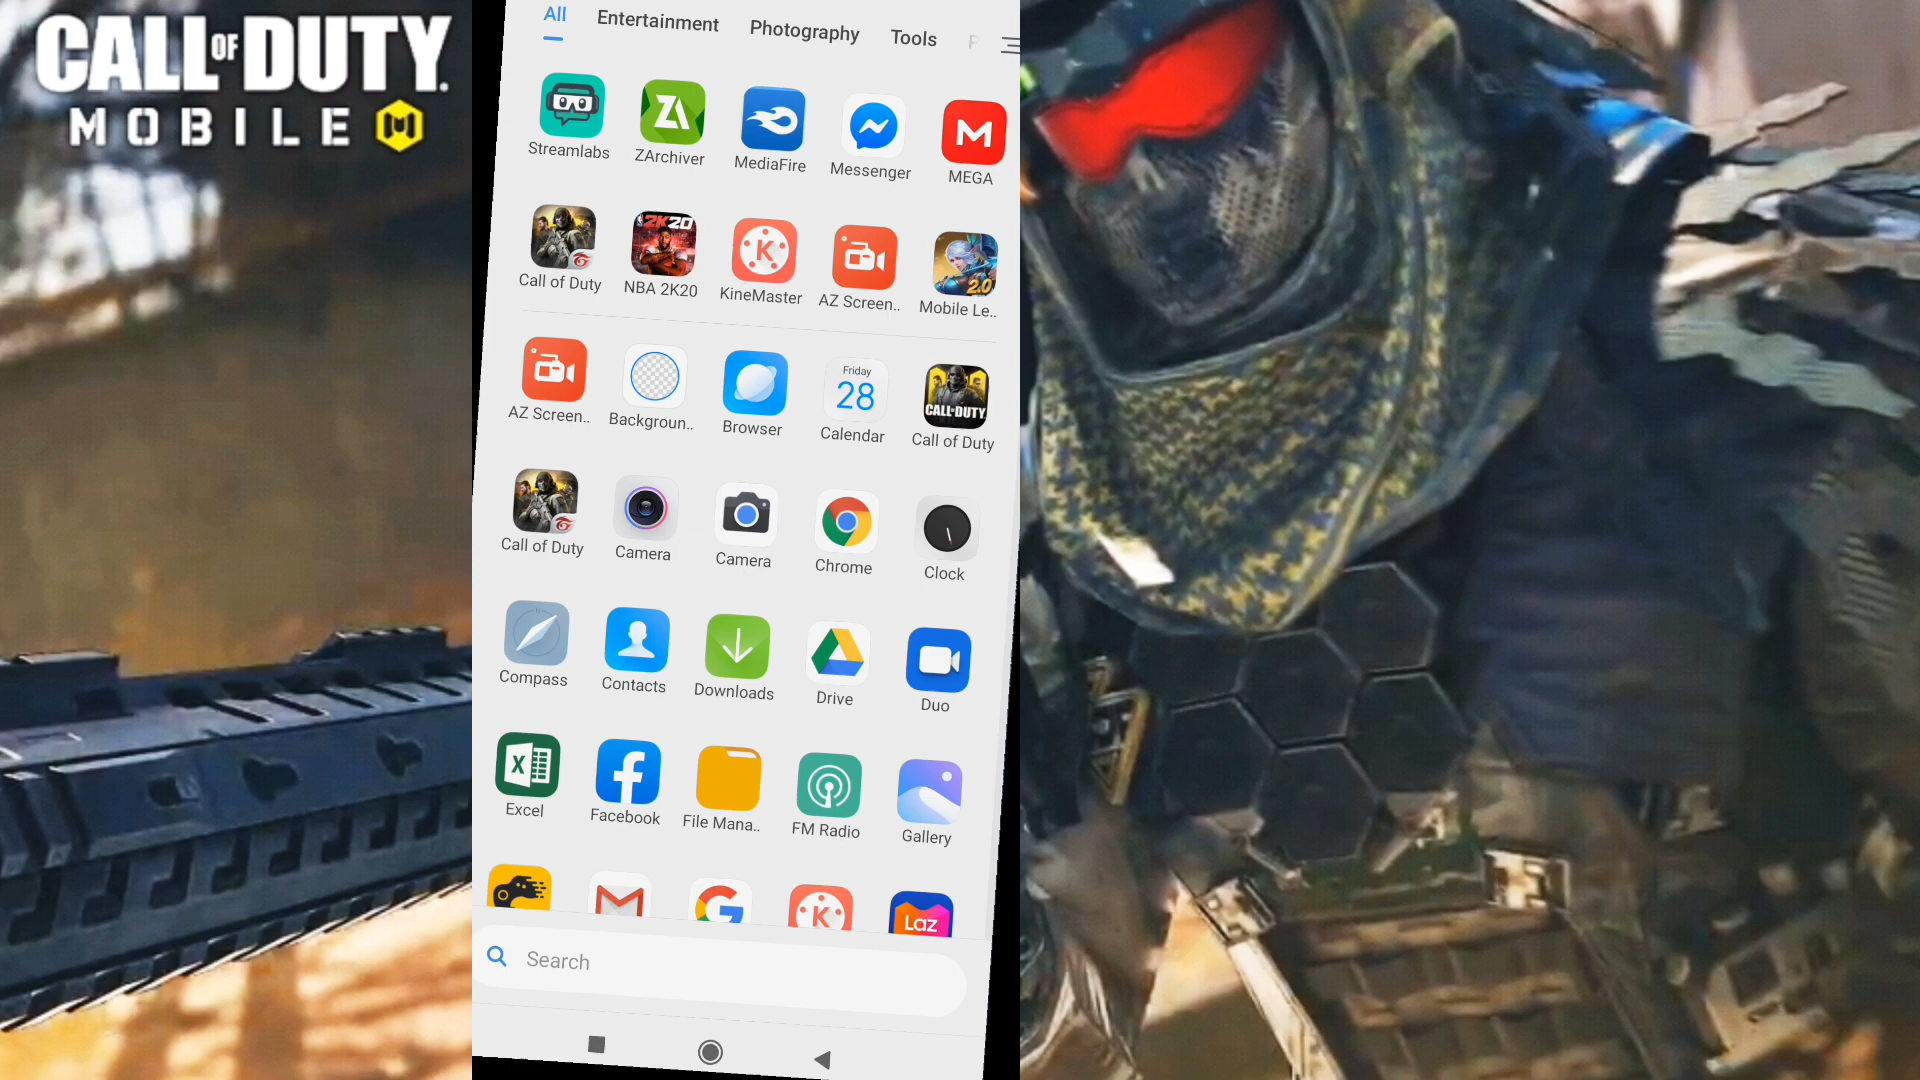 CALL OF DUTY
MOBILE
All Entertainment Photography Tools P
Streamlabs ZArchiver MediaFire Messenger MEGA
2K20
2.0
Call of Duty NBA 2K20 KineMaster AZ Screen.. Mobile Le..
Friday
28
CALL OF DUTY
AZ Screen.. Backgroun.. Browser Calendar Call of Duty
Call of Duty Camera Camera Chrome Clock
Compass Contacts Downloads Drive Duo
Excel Facebook File Mana.. FM Radio Gallery
Laz
Search